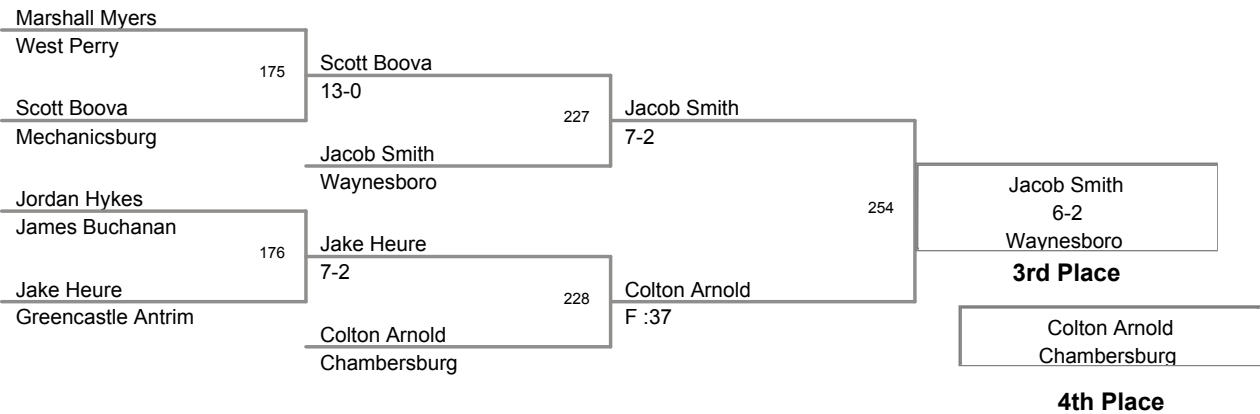 Marshall Myers
West Perry
175
Scott Boova
13-0
Scott Boova
Mechanicsburg
227
Jacob Smith
7-2
Jacob Smith
Waynesboro
Jordan Hykes
James Buchanan
254
Jacob Smith
6-2
Waynesboro
3rd Place
176
Jake Heure
7-2
Jake Heure
Greencastle Antrim
228
Colton Arnold
F :37
Colton Arnold
Chambersburg
Colton Arnold
Chambersburg
4th Place